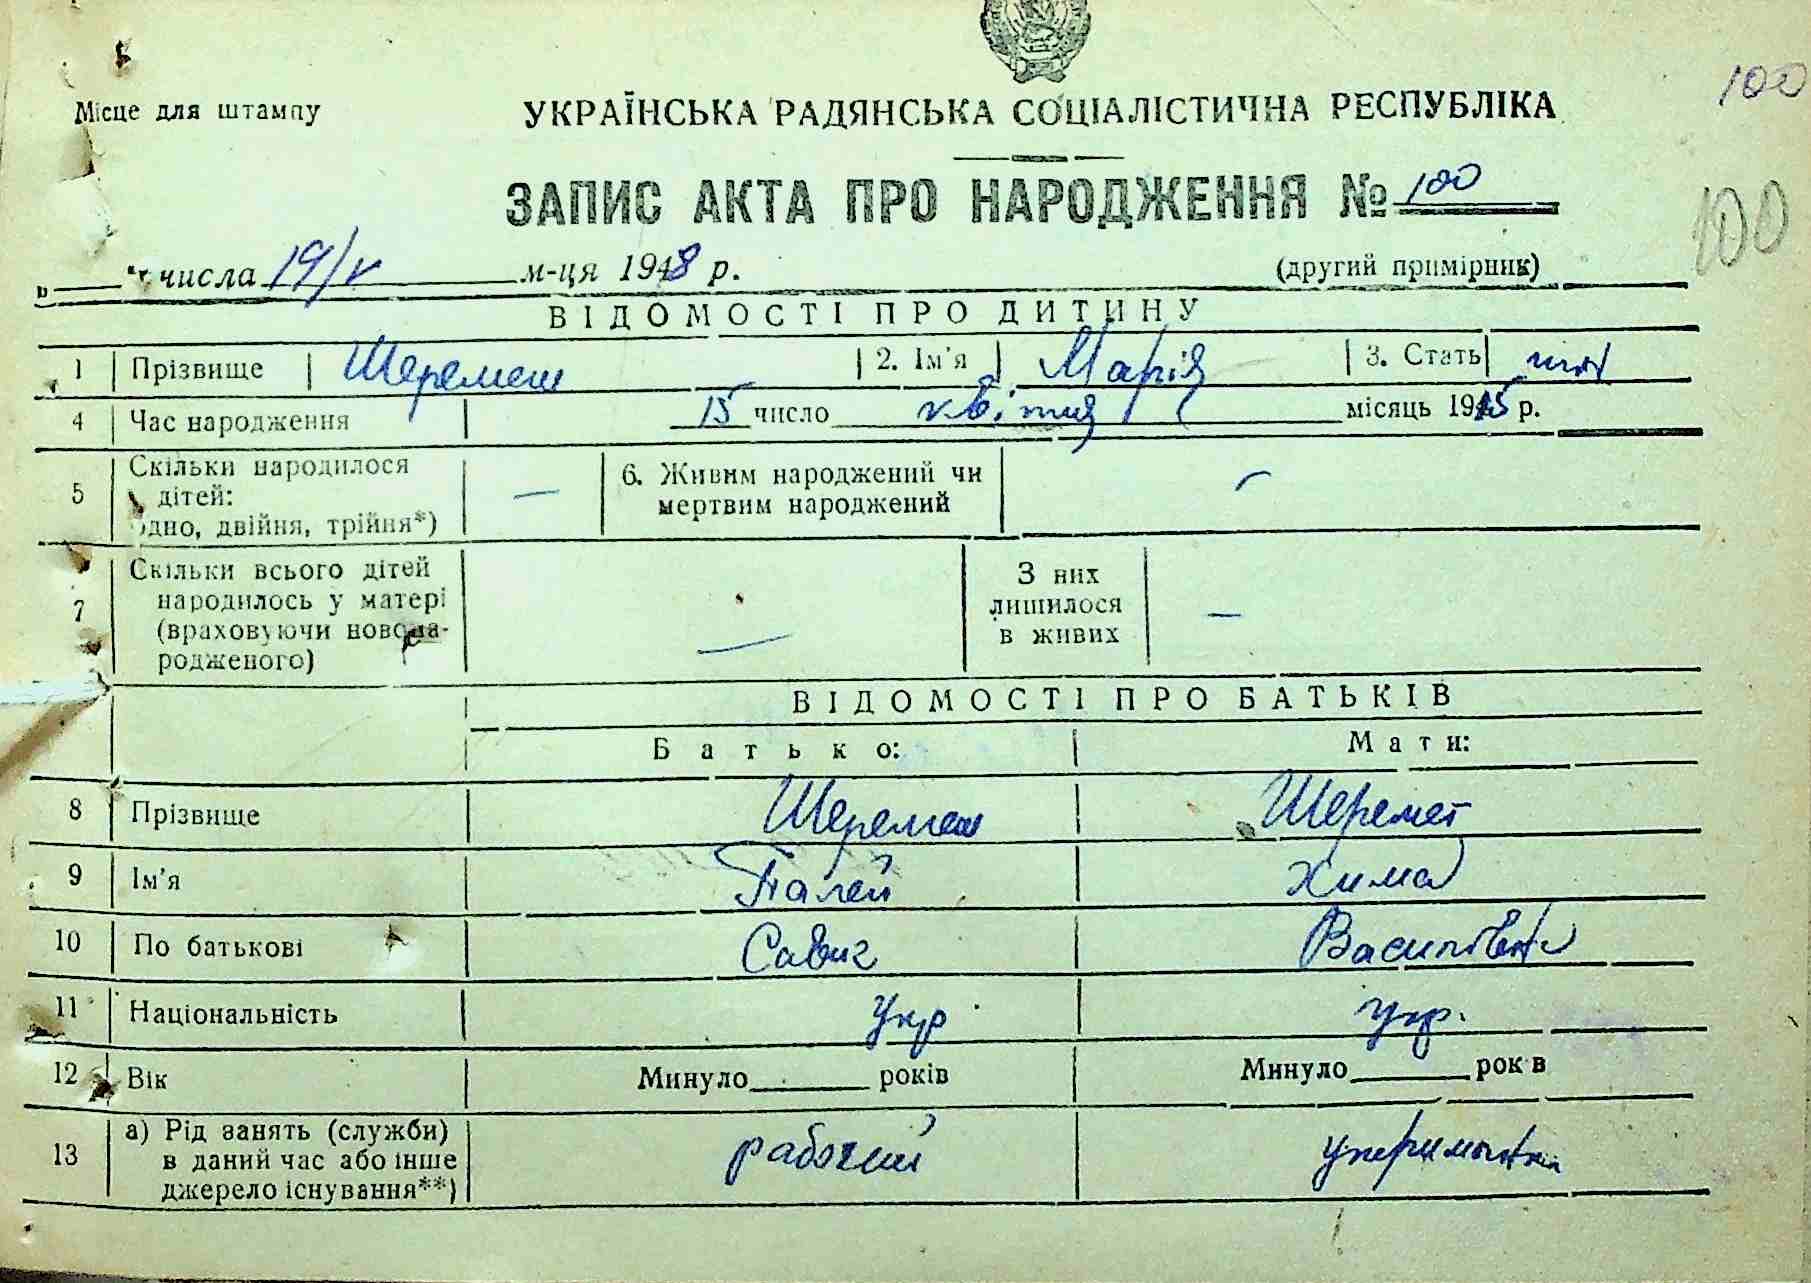 100
Місце для штампу
УКРАЇНСЬКА РАДЯНСЬКА СОЦІАЛІСТИЧНА РЕСПУБЛІКА
ЗАПИС АКТА ПРО НАРОДЖЕННЯ № 100
100
" числа 19/V м-ця 1948 р. (другий примірник)
ВІДОМОСТІ ПРО ДИТИНУ
1 Прізвище Шеремет 2. Ім'я Марія 3. Стать
4 Час народження 15 число квітня місяць 19 5 р.
5 Скільки народилося дітей: одно, двійня, трійня*) — 6. Живим народжений чи мертвим народжений —
7 Скільки всього дітей народилось у матері (враховуючи новонародженого) — З них лишилося в живих —
ВІДОМОСТІ ПРО БАТЬКІВ
Батько: Мати:
8 Прізвище Шеремет Шеремет
9 Ім'я Палей Хима
10 По батькові Савич Василівна
11 Національність Укр укр.
12 Вік Минуло років Минуло рок в
13 а) Рід занять (служби) в даний час або інше джерело існування**) рабочий